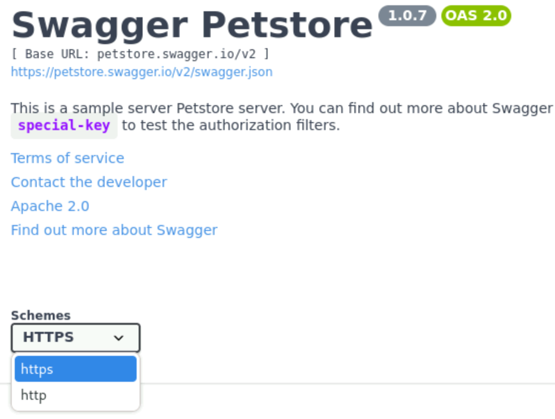 Swagger Petstore 1.0.7 OAS 2.0
[ Base URL: petstore.swagger.io/v2 ]
https://petstore.swagger.io/v2/swagger.json
This is a sample server Petstore server. You can find out more about Swagger
special-key to test the authorization filters.
Terms of service
Contact the developer
Apache 2.0
Find out more about Swagger
Schemes
HTTPS
https
http